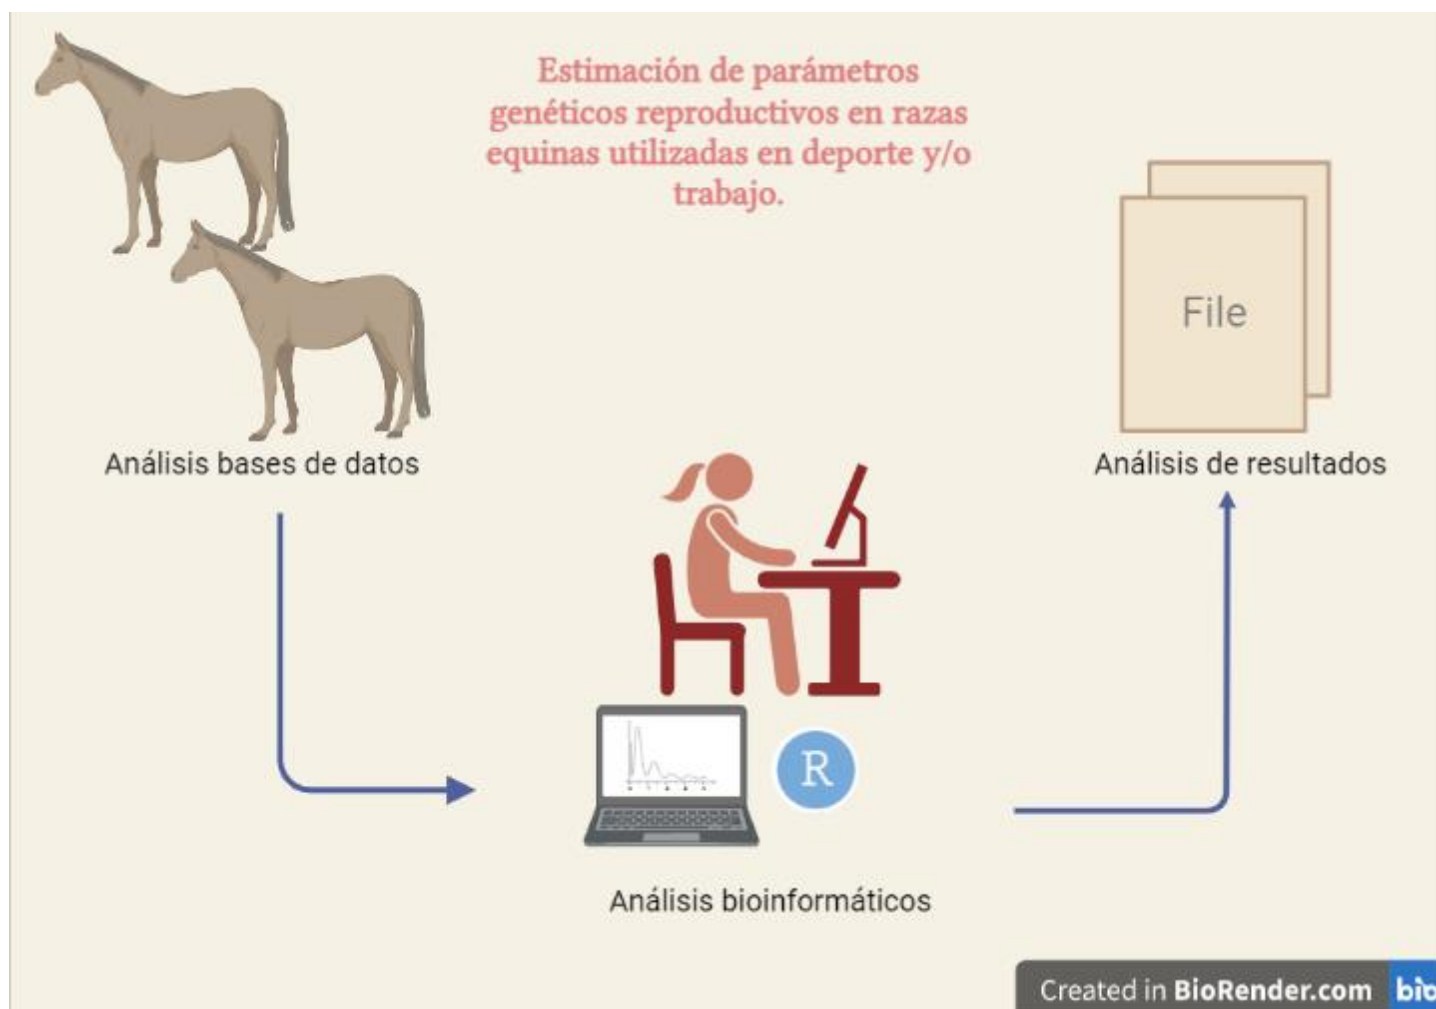 Estimación de parámetros
genéticos reproductivos en razas
equinas utilizadas en deporte y/o
trabajo.
File
Análisis bases de datos
Análisis de resultados
R
Análisis bioinformáticos
Created in BioRender.com
bio